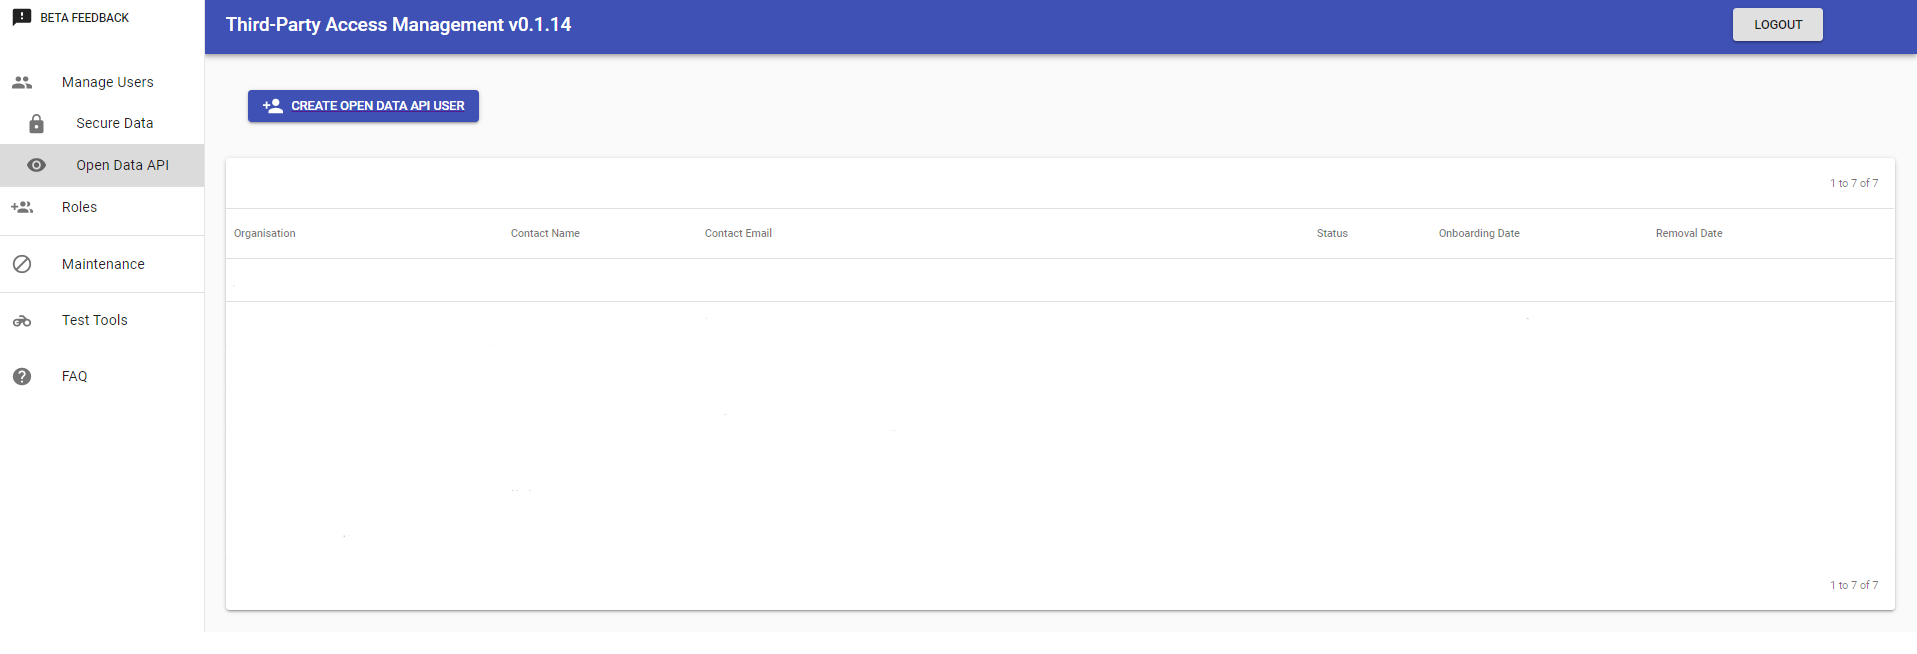 BETA FEEDBACK
Third-Party Access Management v0.1.14
LOGOUT
Manage Users
Secure Data
Open Data API
Roles
Maintenance
Test Tools
FAQ
CREATE OPEN DATA API USER
1 to 7 of 7
Organisation Contact Name Contact Email Status Onboarding Date Removal Date
1 to 7 of 7